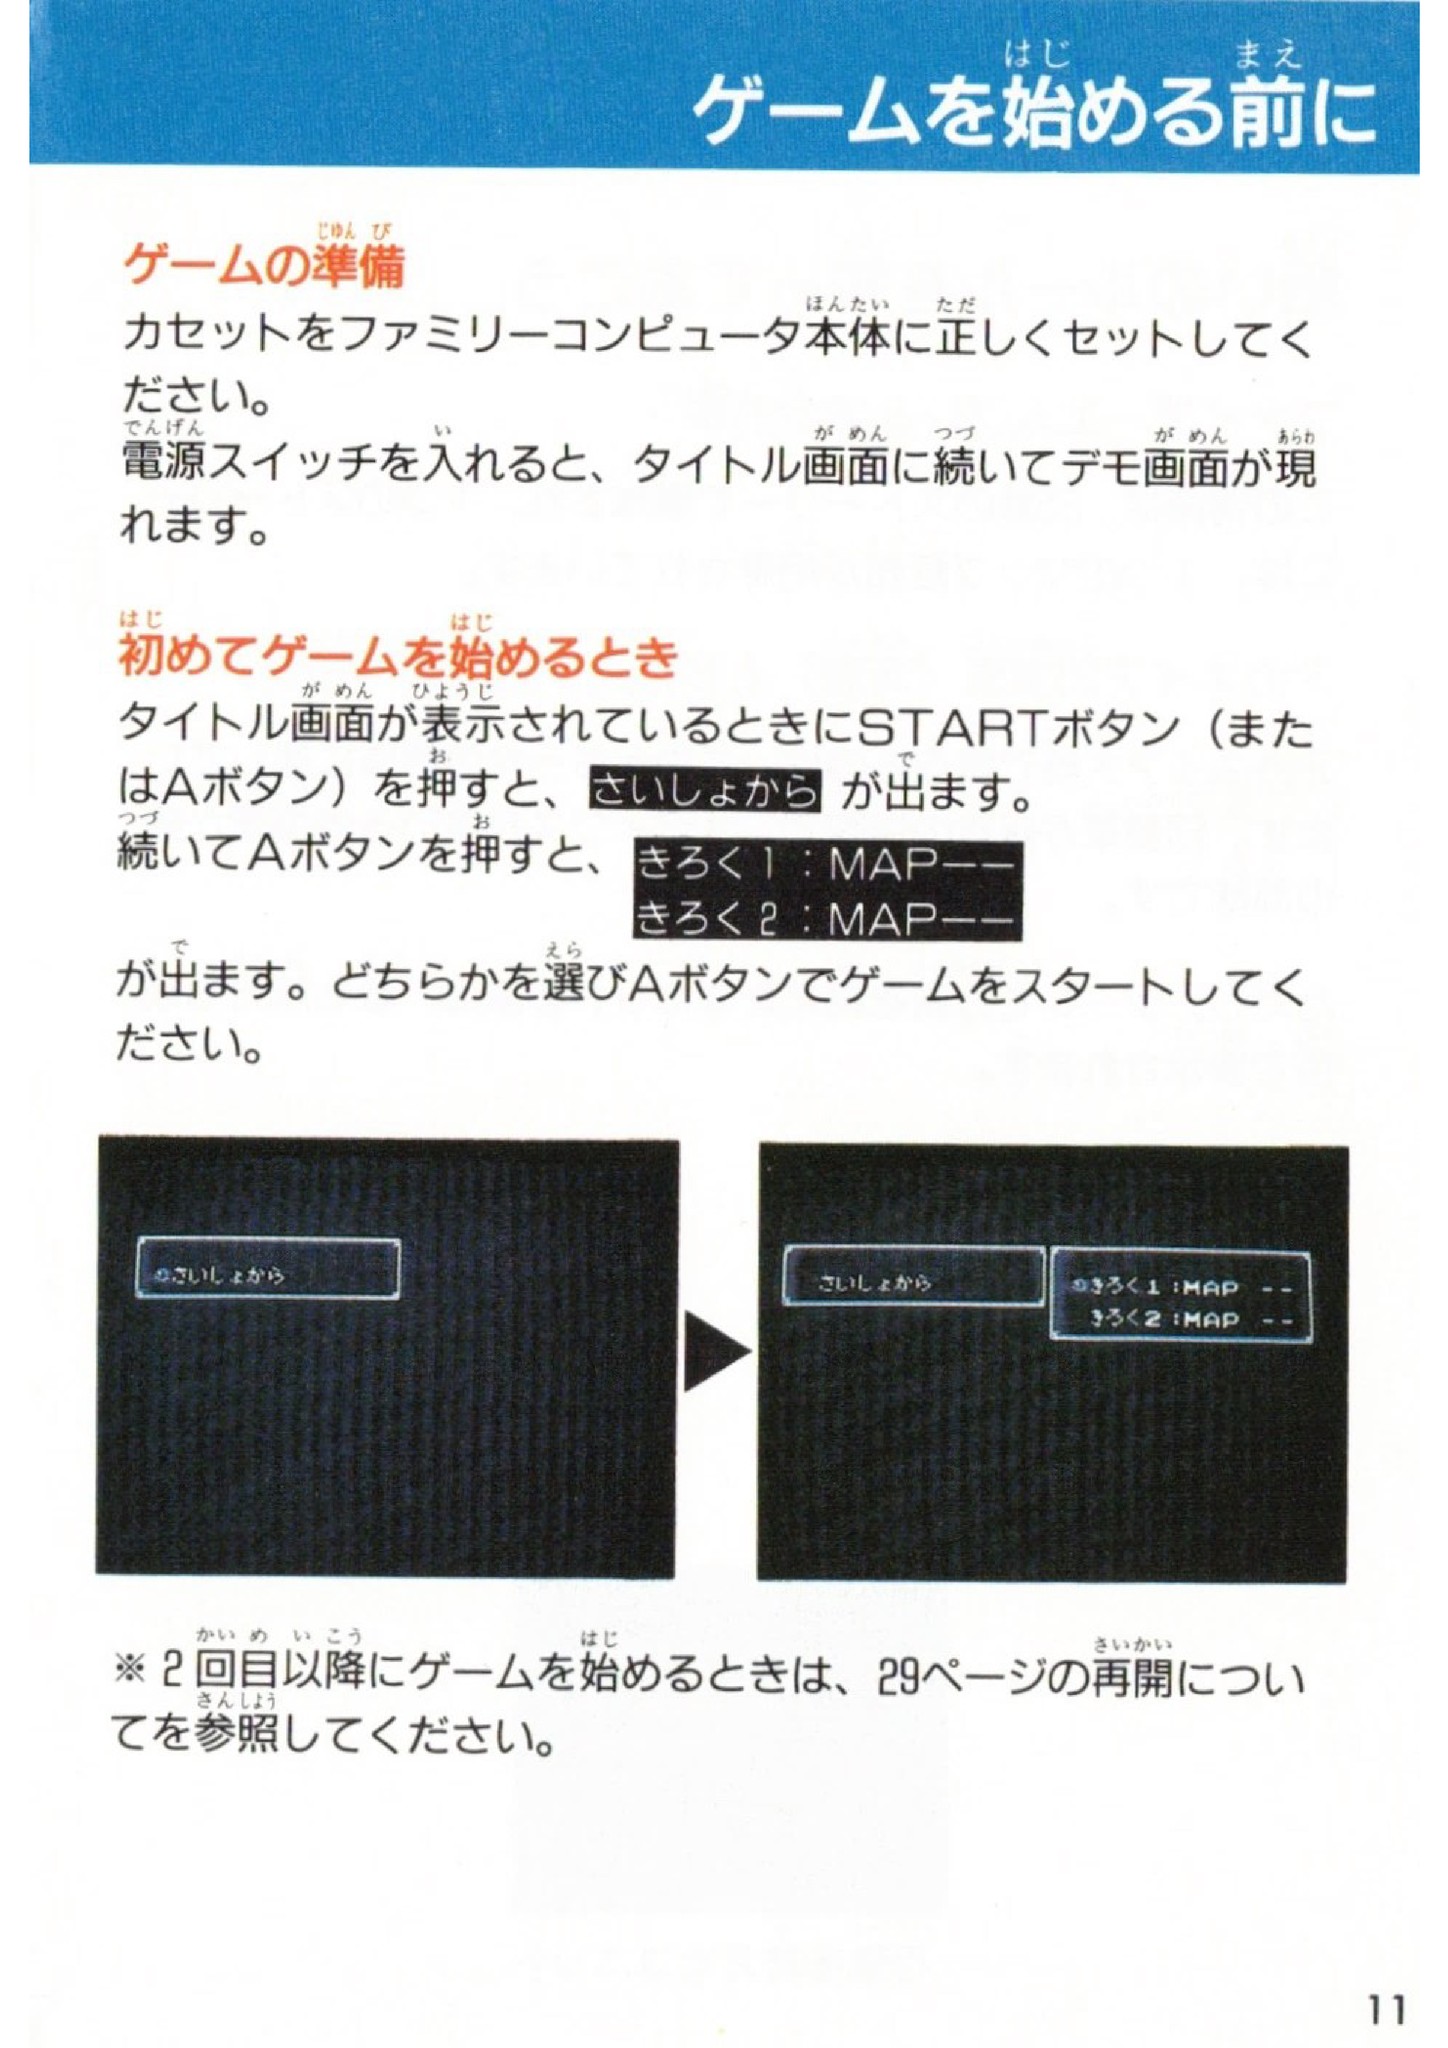 ゲームを始める前に
ゲームの準備
カセットをファミリーコンピュータ本体に正しくセットしてく
ださい。
電源スイッチを入れると、タイトル画面に続いてデモ画面が現
れます。
初めてゲームを始めるとき
タイトル画面が表示されているときにSTARTボタン（また
はAボタン）を押すと、さいしょから が出ます。
続いてAボタンを押すと、きろく1：MAP−−
きろく2：MAP−−
が出ます。どちらかを選びAボタンでゲームをスタートしてく
ださい。
さいしょから
さいしょから
きろく1:MAP --
きろく2:MAP --
※2回目以降にゲームを始めるときは、29ページの再開につい
てを参照してください。
11